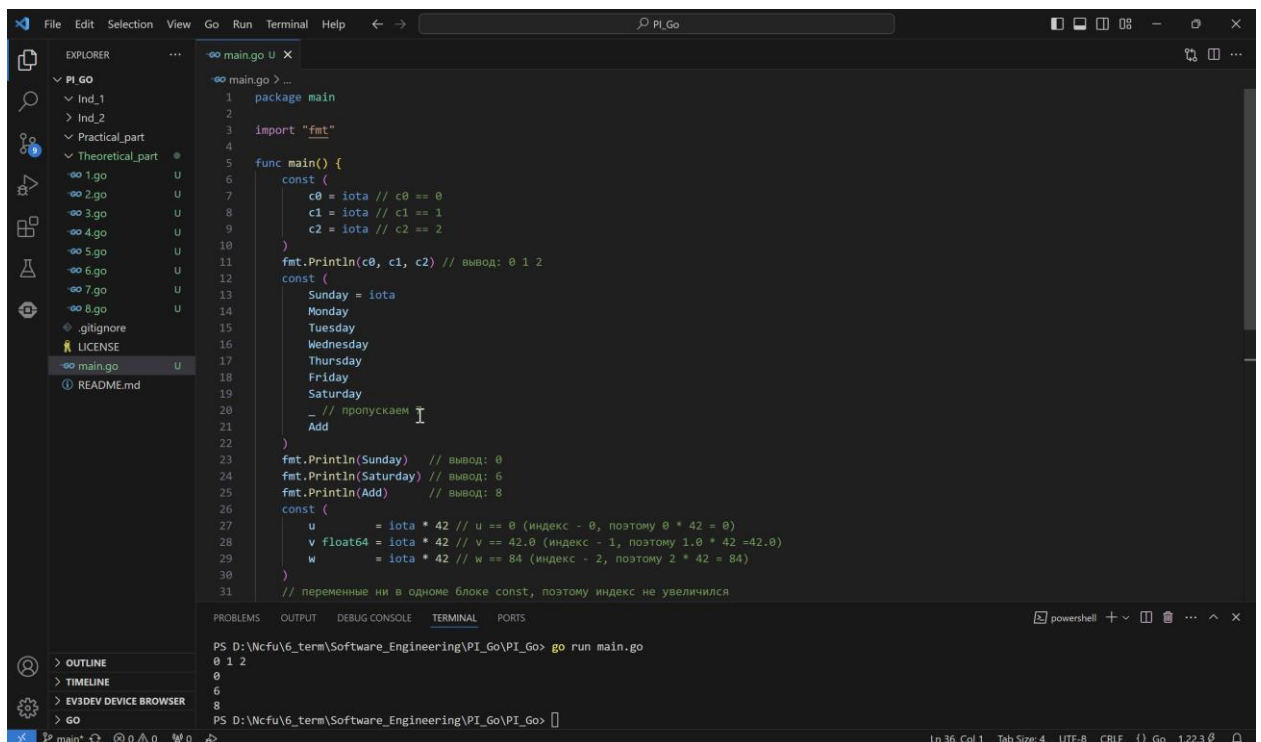 File Edit Selection View Go Run Terminal Help
PI_Go
EXPLORER
PI_GO
Ind_1
Ind_2
Practical_part
Theoretical_part
1.go U
2.go U
3.go U
4.go U
5.go U
6.go U
7.go U
8.go U
.gitignore
LICENSE
main.go U
README.md
OUTLINE
TIMELINE
EV3DEV DEVICE BROWSER
GO
main.go U
main.go > ...
1 package main
2
3 import "fmt"
4
5 func main() {
6 const (
7 c0 = iota // c0 == 0
8 c1 = iota // c1 == 1
9 c2 = iota // c2 == 2
10 )
11 fmt.Println(c0, c1, c2) // вывод: 0 1 2
12 const (
13 Sunday = iota
14 Monday
15 Tuesday
16 Wednesday
17 Thursday
18 Friday
19 Saturday
20 _ // пропускаем
21 Add
22 )
23 fmt.Println(Sunday) // вывод: 0
24 fmt.Println(Saturday) // вывод: 6
25 fmt.Println(Add) // вывод: 8
26 const (
27 u = iota * 42 // u == 0 (индекс - 0, поэтому 0 * 42 = 0)
28 v float64 = iota * 42 // v == 42.0 (индекс - 1, поэтому 1.0 * 42 =42.0)
29 w = iota * 42 // w == 84 (индекс - 2, поэтому 2 * 42 = 84)
30 )
31 // переменные ни в одноме блоке const, поэтому индекс не увеличился
PROBLEMS OUTPUT DEBUG CONSOLE TERMINAL PORTS
powershell
PS D:\Ncfu\6_term\Software_Engineering\PI_Go\PI_Go> go run main.go
0 1 2
0
6
8
PS D:\Ncfu\6_term\Software_Engineering\PI_Go\PI_Go>
main* 0 0 0 Ln 36, Col 1 Tab Size: 4 UTF-8 CRLF {} Go 1.22.3